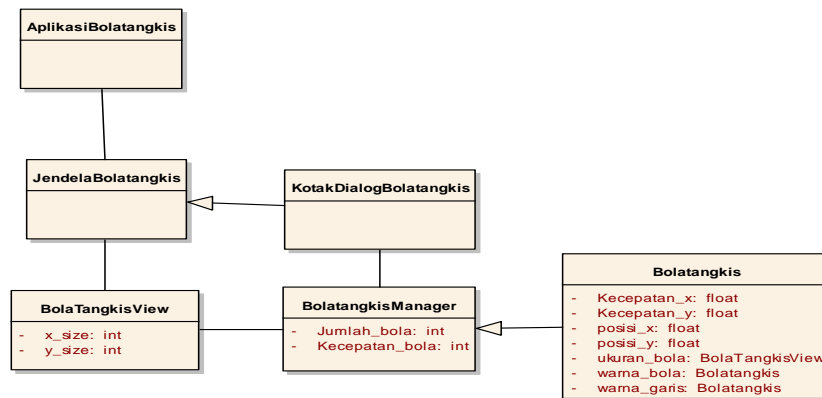 AplikasiBolatangkis
JendelaBolatangkis
KotakDialogBolatangkis
BolaTangkisView
- x_size: int
- y_size: int
BolatangkisManager
- Jumlah_bola: int
- Kecepatan_bola: int
Bolatangkis
- Kecepatan_x: float
- Kecepatan_y: float
- posisi_x: float
- posisi_y: float
- ukuran_bola: BolaTangkisView
- warna_bola: Bolatangkis
- warna_garis: Bolatangkis